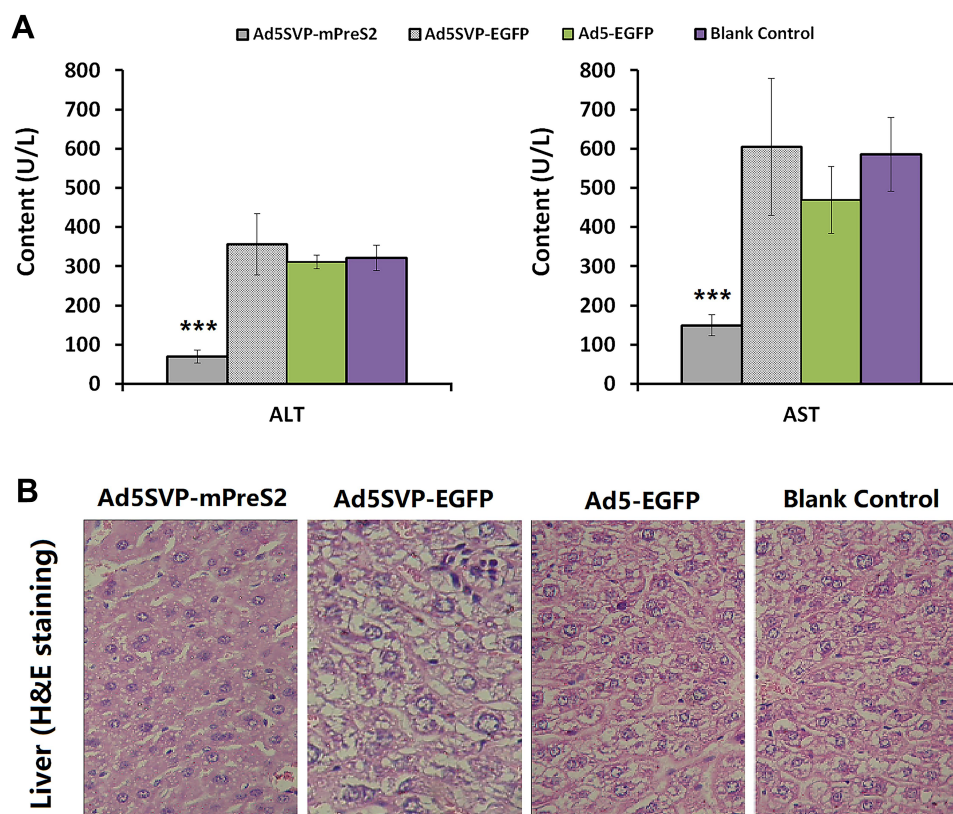 A
Ad5SVP-mPreS2 Ad5SVP-EGFP Ad5-EGFP Blank Control
Content (U/L)
800
700
600
500
400
300
200
100
0
***
ALT
Content (U/L)
800
700
600
500
400
300
200
100
0
***
AST
B
Ad5SVP-mPreS2 Ad5SVP-EGFP Ad5-EGFP Blank Control
Liver (H&E staining)